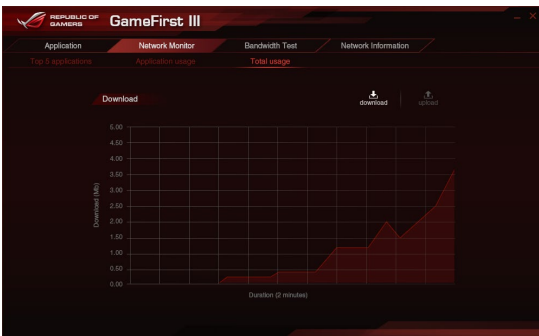 REPUBLIC OF
GAMERS
GameFirst III
Application Network Monitor Bandwidth Test Network Information
Top 5 applications Application usage Total usage
Download
download upload
5.00
4.50
4.00
3.50
3.00
2.50
2.00
1.50
1.00
0.50
0.00
Download (Mb)
Duration (2 minutes)